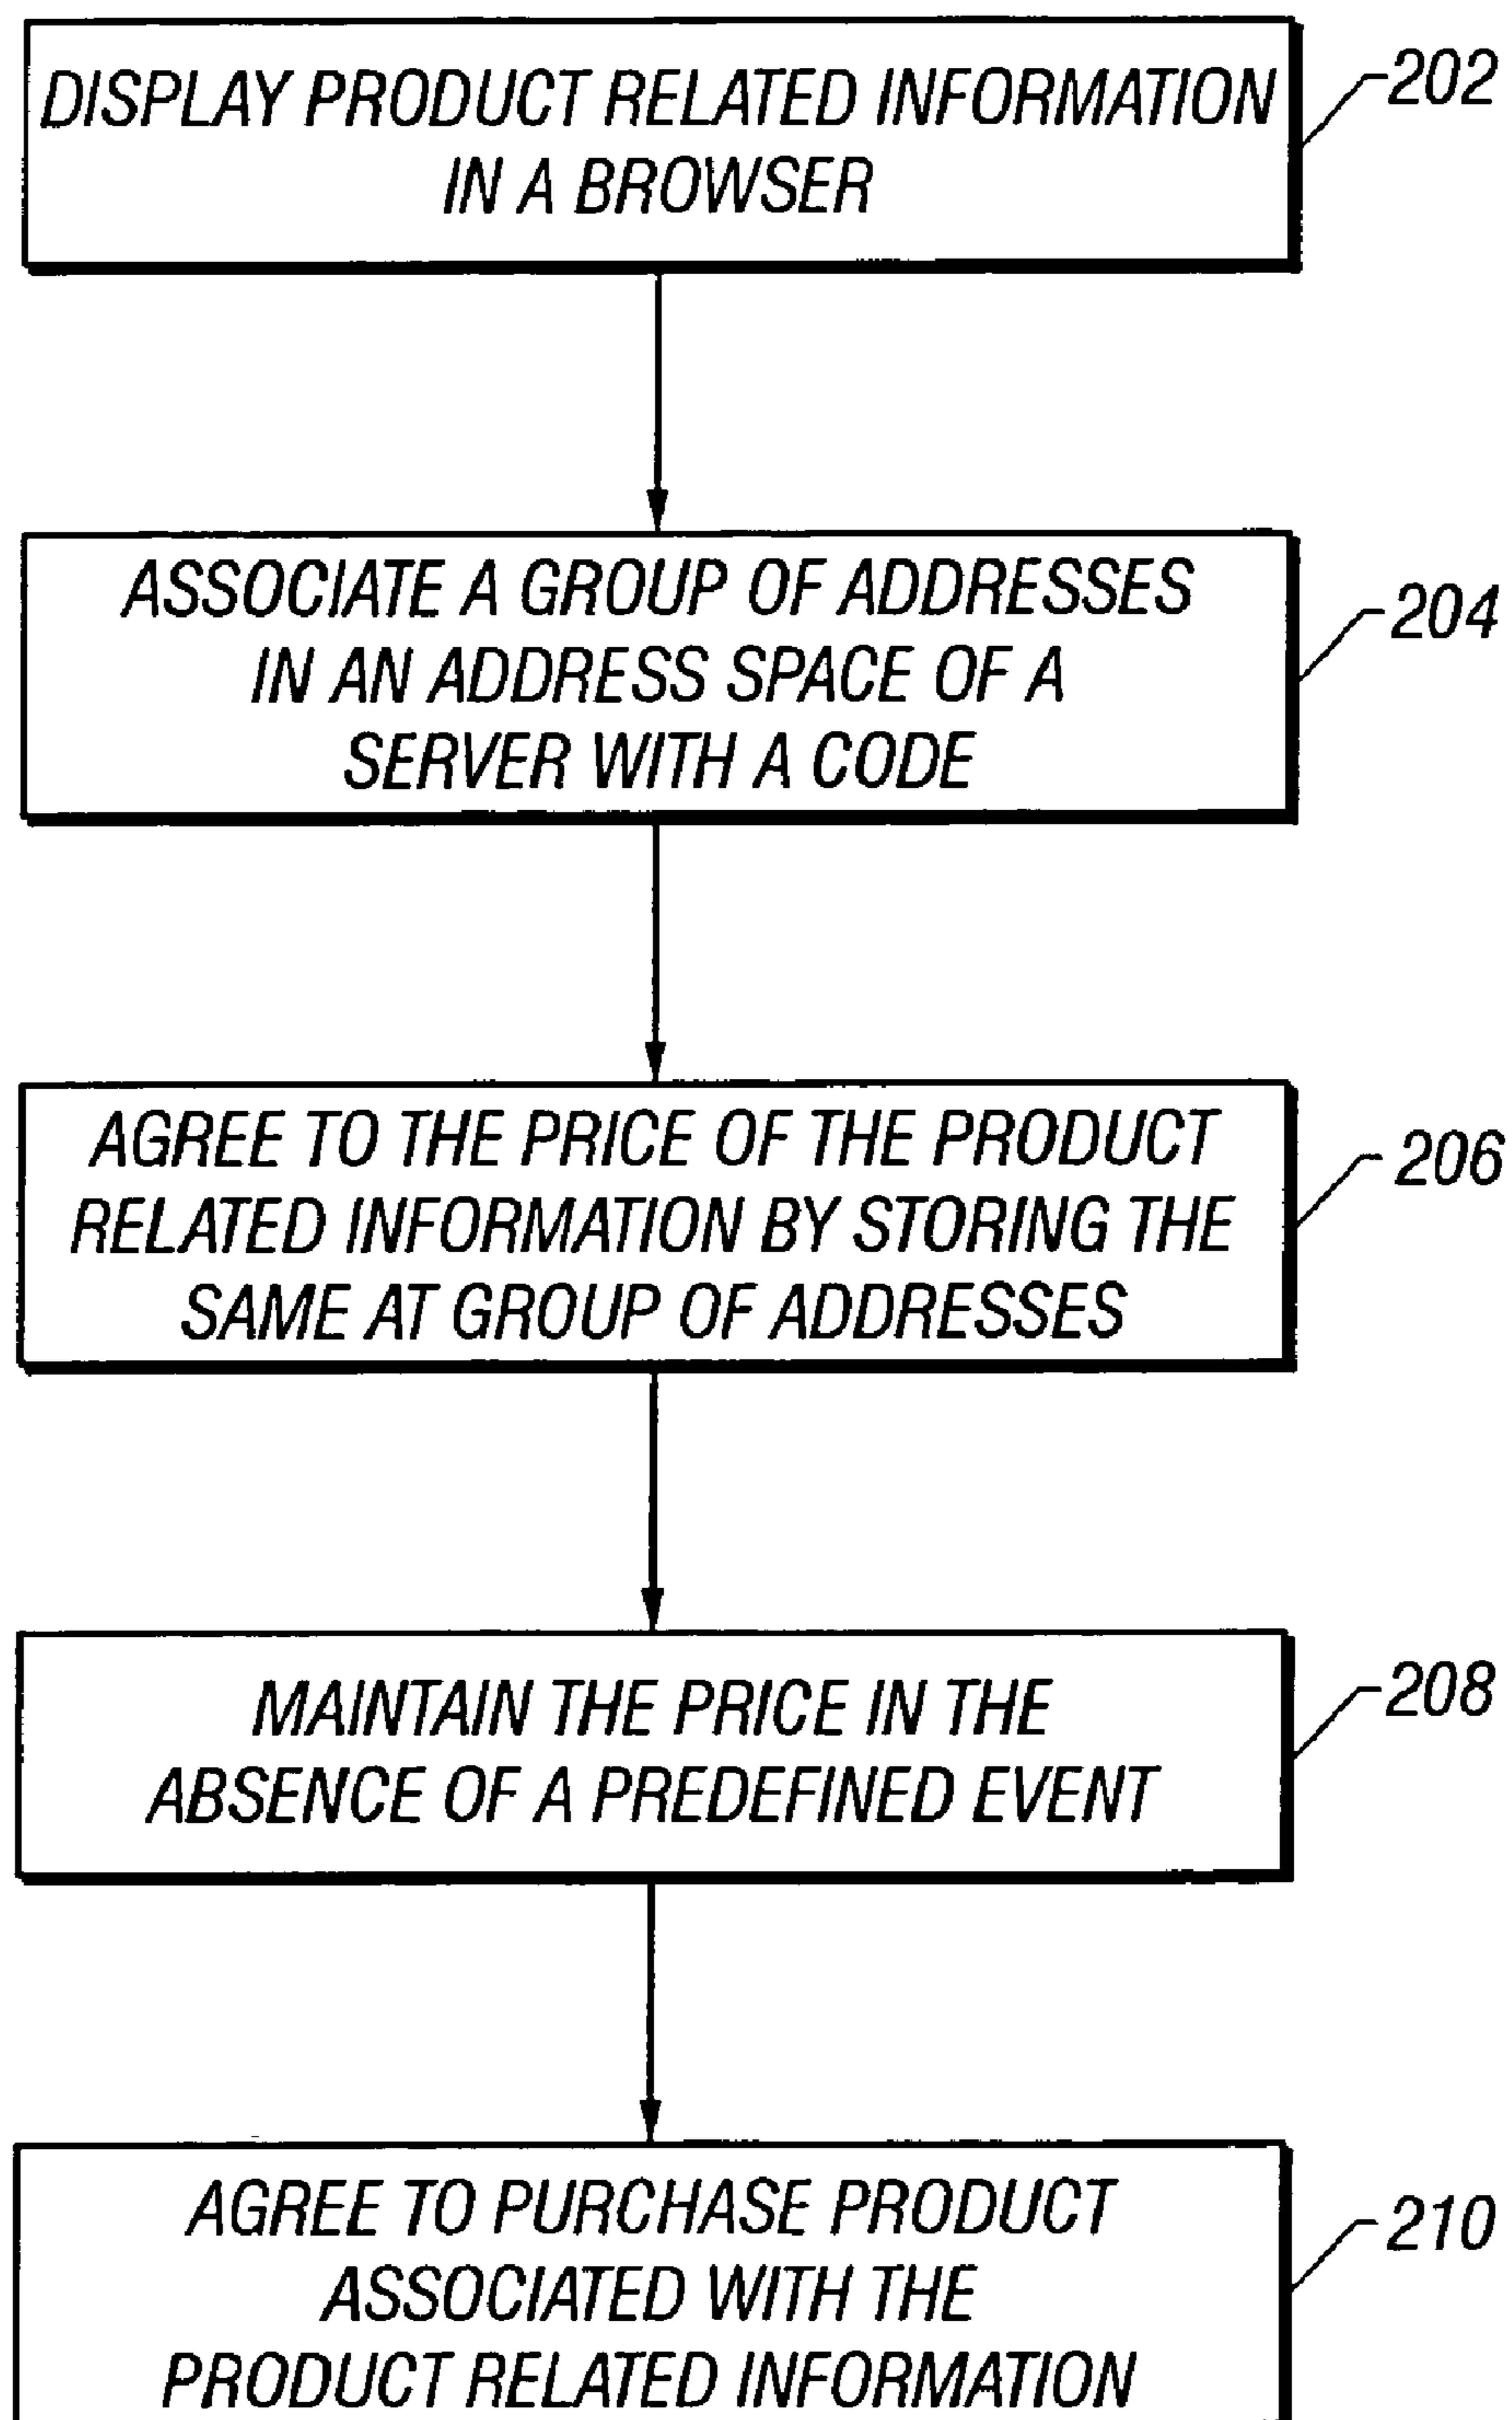 DISPLAY PRODUCT RELATED INFORMATION
IN A BROWSER
202
ASSOCIATE A GROUP OF ADDRESSES
IN AN ADDRESS SPACE OF A
SERVER WITH A CODE
204
AGREE TO THE PRICE OF THE PRODUCT
RELATED INFORMATION BY STORING THE
SAME AT GROUP OF ADDRESSES
206
MAINTAIN THE PRICE IN THE
ABSENCE OF A PREDEFINED EVENT
208
AGREE TO PURCHASE PRODUCT
ASSOCIATED WITH THE
PRODUCT RELATED INFORMATION
210